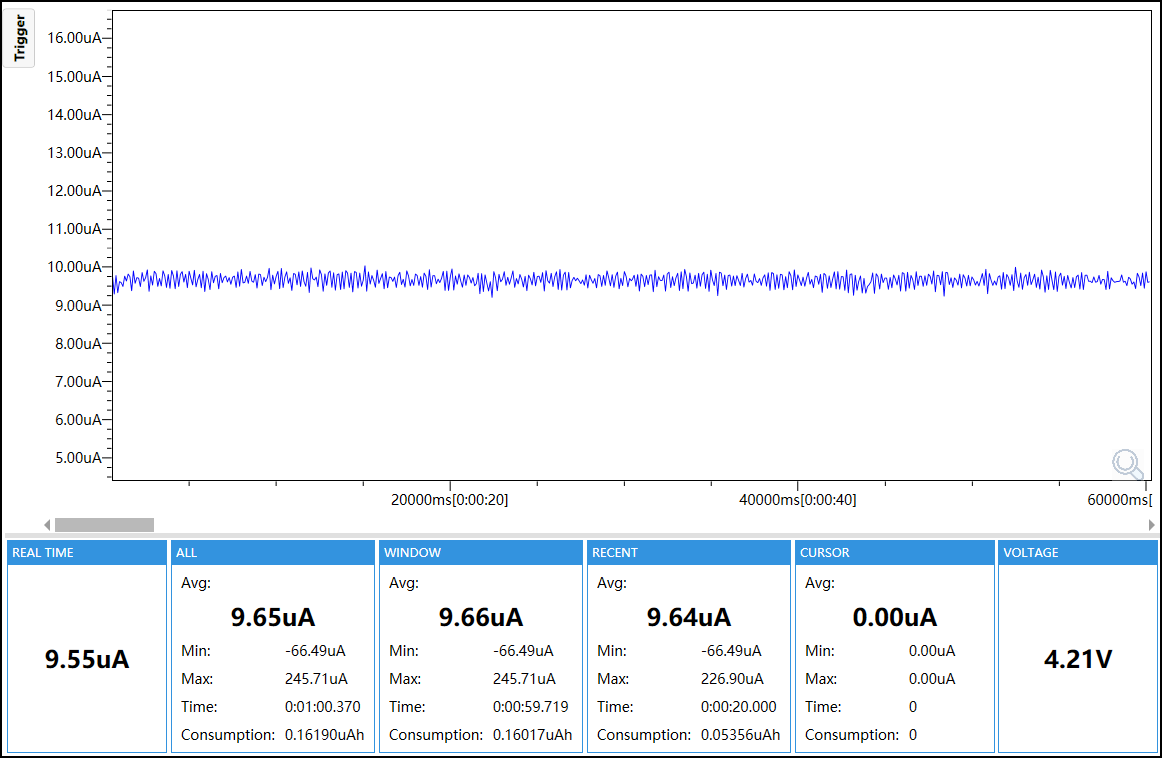 Trigger
16.00uA
15.00uA
14.00uA
13.00uA
12.00uA
11.00uA
10.00uA
9.00uA
8.00uA
7.00uA
6.00uA
5.00uA
20000ms[0:00:20] 40000ms[0:00:40] 60000ms[
REAL TIME
9.55uA
ALL
Avg:
9.65uA
Min: -66.49uA
Max: 245.71uA
Time: 0:01:00.370
Consumption: 0.16190uAh
WINDOW
Avg:
9.66uA
Min: -66.49uA
Max: 245.71uA
Time: 0:00:59.719
Consumption: 0.16017uAh
RECENT
Avg:
9.64uA
Min: -66.49uA
Max: 226.90uA
Time: 0:00:20.000
Consumption: 0.05356uAh
CURSOR
Avg:
0.00uA
Min: 0.00uA
Max: 0.00uA
Time: 0
Consumption: 0
VOLTAGE
4.21V